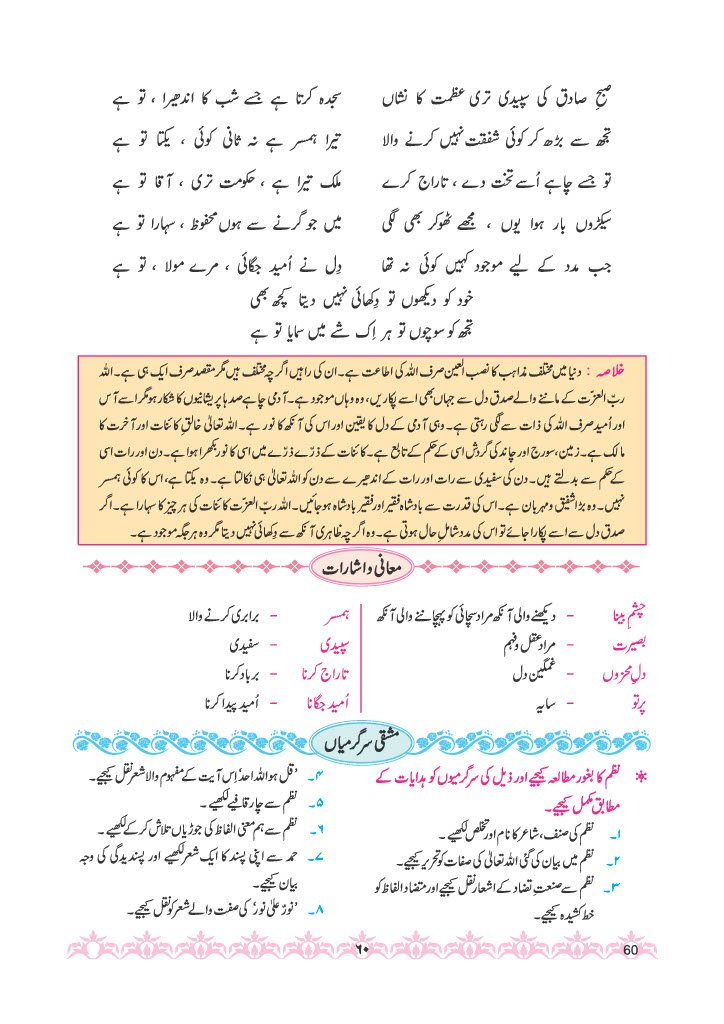 صبحِ صادق کی سپیدی تری عظمت کا نشاں سجدہ کرتا ہے جسے شب کا اندھیرا ، تو ہے
تجھ سے بڑھ کر کوئی شفقت نہیں کرنے والا تیرا ہمسر ہے نہ ثانی کوئی ، یکتا تو ہے
تو جسے چاہے اُسے تخت دے ، تاراج کرے ملک تیرا ہے ، حکومت تری ، آقا تو ہے
سیکڑوں بار ہوا یوں ، مجھے ٹھوکر بھی لگی میں جو گرنے سے ہوں محفوظ ، سہارا تو ہے
جب مدد کے لیے موجود کہیں کوئی نہ تھا دِل نے اُمید جگائی ، مرے مولا ، تو ہے
خود کو دیکھوں تو دِکھائی نہیں دیتا کچھ بھی
تجھ کو سوچوں تو ہر اِک شے میں سمایا تو ہے
خلاصہ : دنیا میں مختلف مذاہب کا نصب العین صرف اللہ کی اطاعت ہے۔ ان کی راہیں اگرچہ مختلف ہیں مگر مقصد صرف ایک ہی ہے۔ اللہ
ربّ العزّت کے ماننے والے صدق دل سے جہاں بھی اسے پکاریں، وہ وہاں موجود ہے۔ آدمی چاہے صدہا پریشانیوں کا شکار ہو مگر اسے آس
اور اُمید صرف اللہ کی ذات سے لگی رہتی ہے۔ وہی آدمی کے دل کا یقین اور اس کی آنکھ کا نور ہے۔ اللہ تعالیٰ خالقِ کائنات اور آخرت کا
مالک ہے۔ زمین، سورج اور چاند کی گردش اسی کے حکم کے تابع ہے۔ کائنات کے ذرّے ذرّے میں اسی کا نور بکھرا ہوا ہے۔ دن اور رات اسی
کے حکم سے بدلتے ہیں۔ دن کی سفیدی سے رات اور رات کے اندھیرے سے دن کو اللہ تعالیٰ ہی نکالتا ہے۔ وہ یکتا ہے، اس کا کوئی ہمسر
نہیں۔ وہ بڑا شفیق و مہربان ہے۔ اس کی قدرت سے بادشاہ فقیر اور فقیر بادشاہ ہو جائیں۔ اللہ ربّ العزّت کائنات کی ہر چیز کا سہارا ہے۔ اگر
صدق دل سے اسے پکارا جائے تو اس کی مدد شاملِ حال ہوتی ہے۔ وہ اگرچہ ظاہری آنکھ سے دِکھائی نہیں دیتا مگر وہ ہر جگہ موجود ہے۔
معانی و اشارات
چشمِ بینا - دیکھنے والی آنکھ مراد سچائی کو پہچاننے والی آنکھ
بصیرت - مراد عقل و فہم
دلِ محزوں - غمگین دل
پرتو - سایہ
ہمسر - برابری کرنے والا
سپیدی - سفیدی
تاراج کرنا - برباد کرنا
اُمید جگانا - اُمید پیدا کرنا
مشقی سرگرمیاں
* نظم کا بغور مطالعہ کیجیے اور ذیل کی سرگرمیوں کو ہدایات کے
مطابق مکمل کیجیے۔
۱۔ نظم کی صنف، شاعر کا نام اور تخلص لکھیے۔
۲۔ نظم میں بیان کی گئی اللہ تعالیٰ کی صفات کو تحریر کیجیے۔
۳۔ نظم سے صنعتِ تضاد کے اشعار نقل کیجیے اور متضاد الفاظ کو
خط کشیدہ کیجیے۔
۴۔ 'قل ہو اللہ احد' اِس آیت کے مفہوم والا شعر نقل کیجیے۔
۵۔ نظم سے چار قافیے لکھیے۔
۶۔ نظم سے ہم معنی الفاظ کی جوڑیاں تلاش کر کے لکھیے۔
۷۔ حمد سے اپنی پسند کا ایک شعر لکھیے اور پسندیدگی کی وجہ
بیان کیجیے۔
۸۔ 'نورٌ علیٰ نور' کی صفت والے شعر کو نقل کیجیے۔
۶۰
60